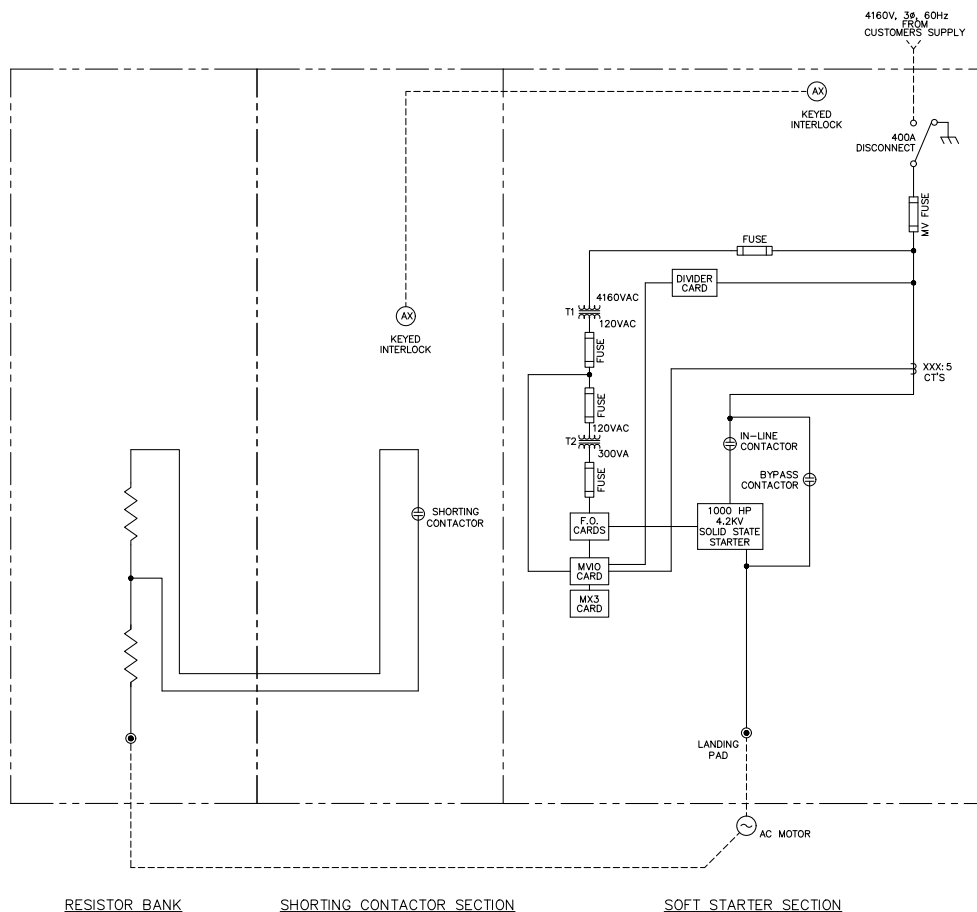 4160V, 3ø, 60Hz
FROM
CUSTOMERS SUPPLY
AX
KEYED
INTERLOCK
400A
DISCONNECT
MV FUSE
FUSE
DIVIDER
CARD
4160VAC
T1
120VAC
AX
KEYED
INTERLOCK
FUSE
XXX:5
CT'S
FUSE
120VAC
T2
300VA
IN-LINE
CONTACTOR
BYPASS
CONTACTOR
FUSE
SHORTING
CONTACTOR
F.O.
CARDS
1000 HP
4.2KV
SOLID STATE
STARTER
MVIO
CARD
MX3
CARD
LANDING
PAD
AC MOTOR
RESISTOR BANK
SHORTING CONTACTOR SECTION
SOFT STARTER SECTION